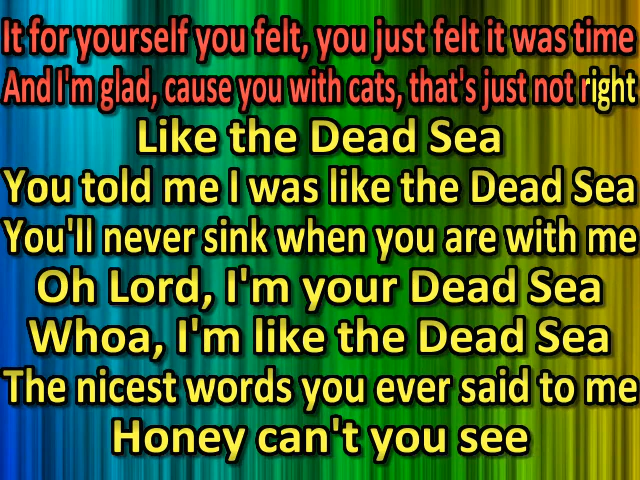 It for yourself you felt, you just felt it was time
And I'm glad, cause you with cats, that's just not right
Like the Dead Sea
You told me I was like the Dead Sea
You'll never sink when you are with me
Oh Lord, I'm your Dead Sea
Whoa, I'm like the Dead Sea
The nicest words you ever said to me
Honey can't you see